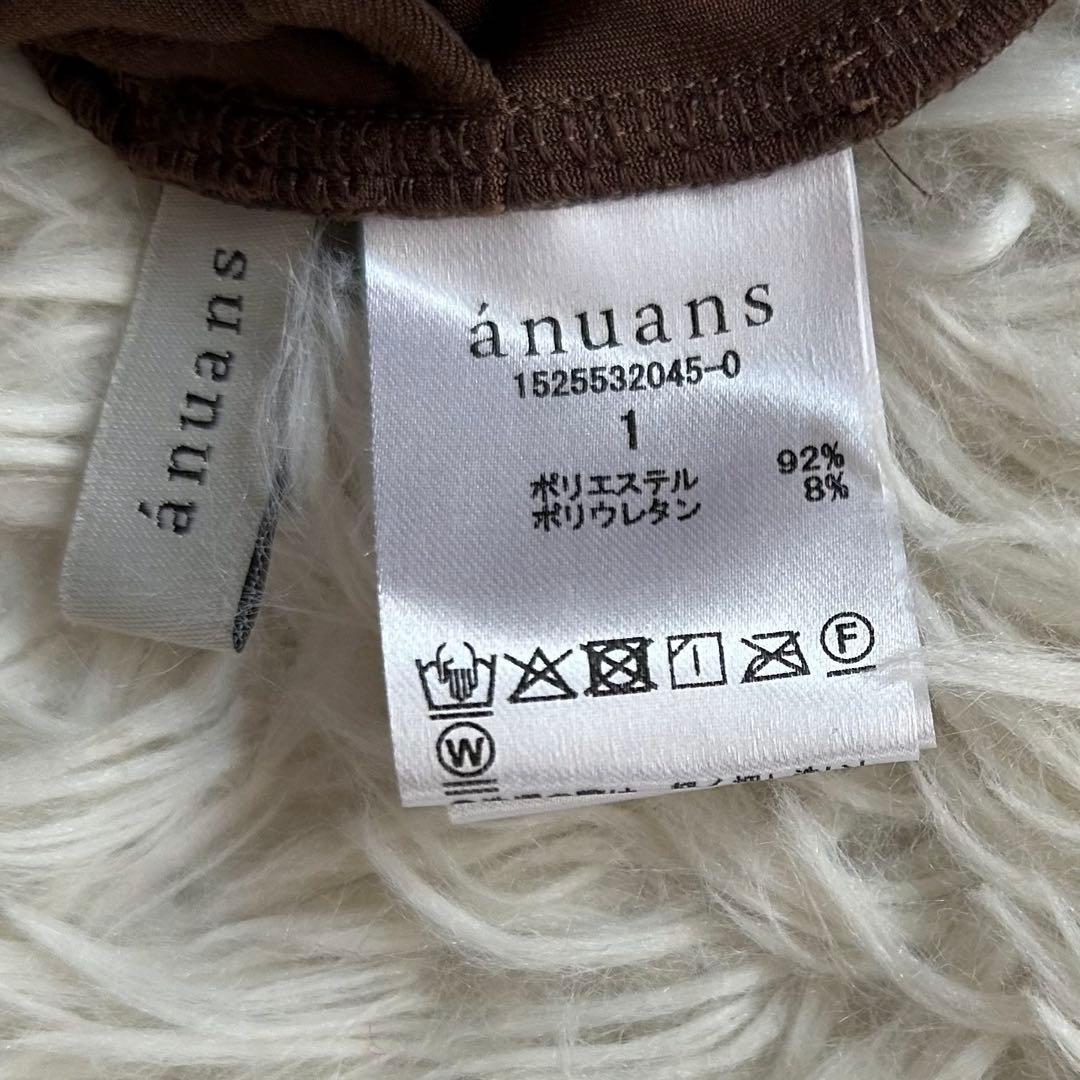 ánuans
ánuans
1525532045-0
1
ポリエステル 92%
ポリウレタン 8%
F
W